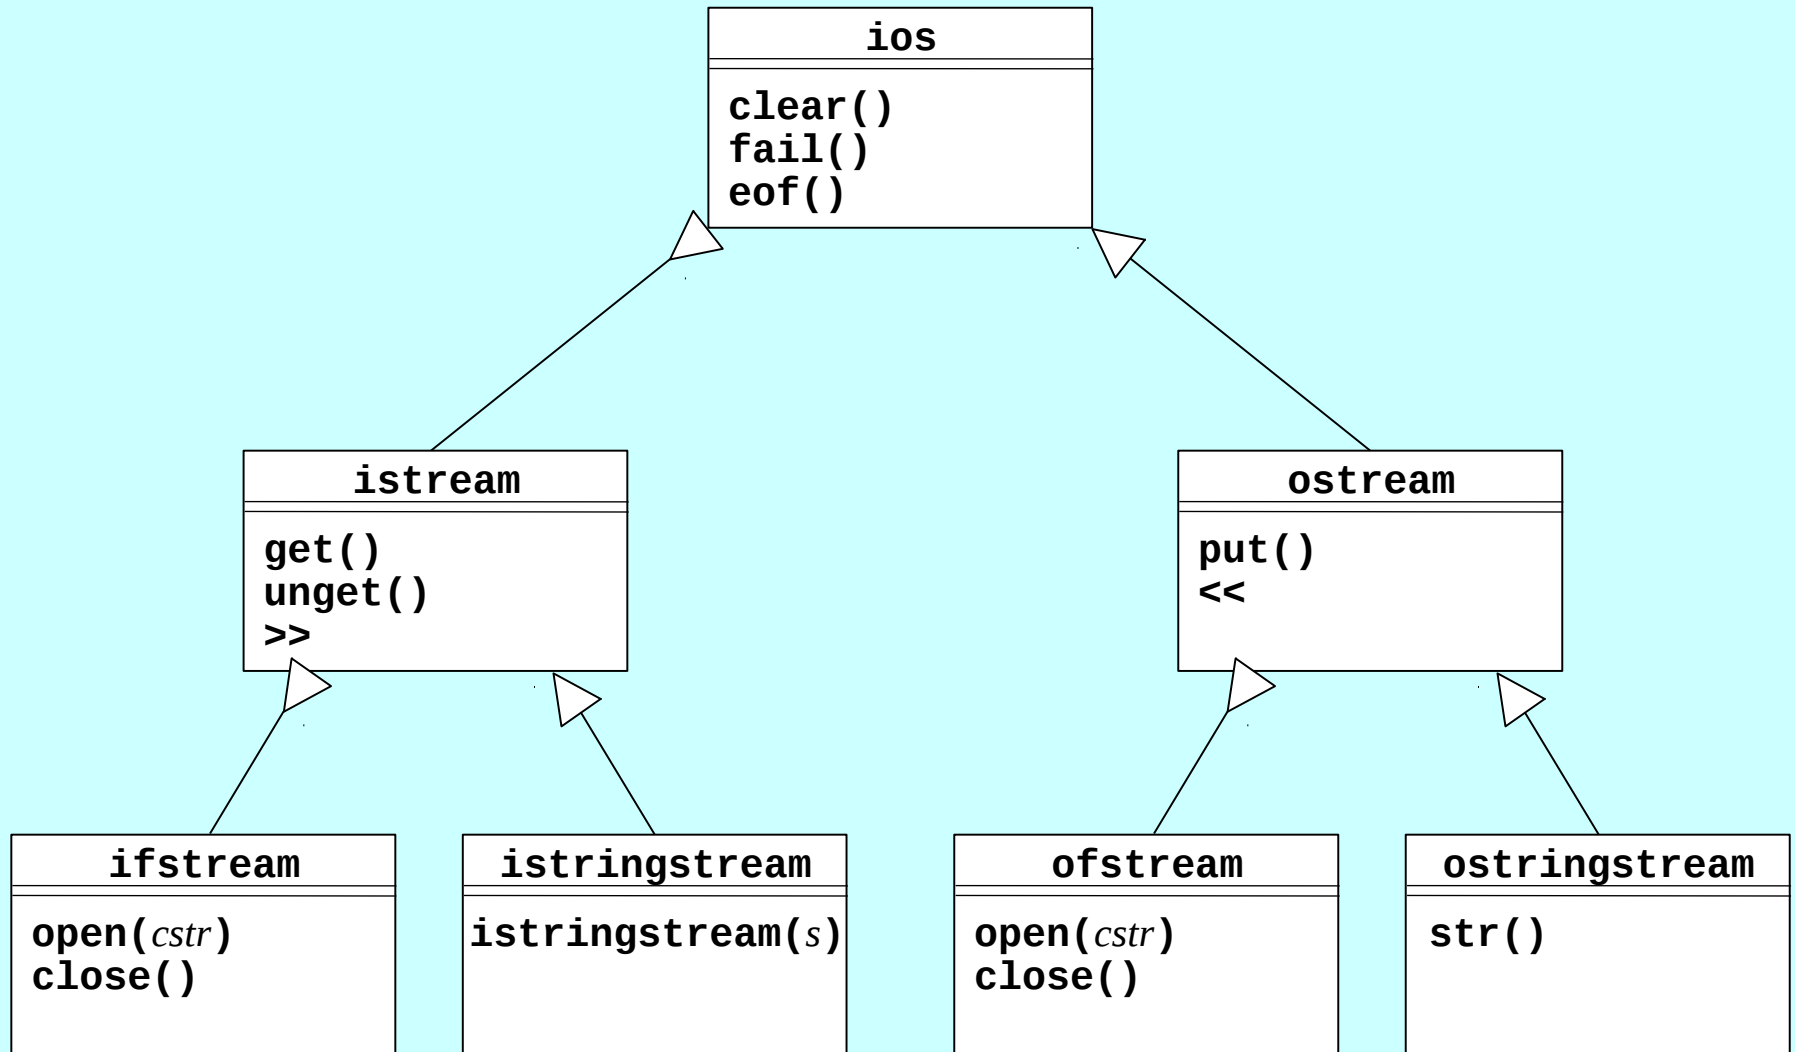 ios
clear()
fail()
eof()
istream
get()
unget()
>>
ostream
put()
<<
ifstream
open(cstr)
close()
istringstream
istringstream(s)
ofstream
open(cstr)
close()
ostringstream
str()